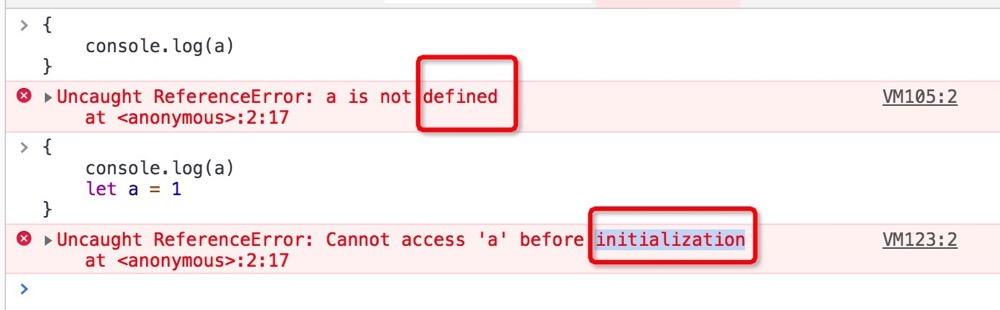 > {
console.log(a)
}
Uncaught ReferenceError: a is not defined VM105:2
at <anonymous>:2:17
> {
console.log(a)
let a = 1
}
Uncaught ReferenceError: Cannot access 'a' before initialization VM123:2
at <anonymous>:2:17
>